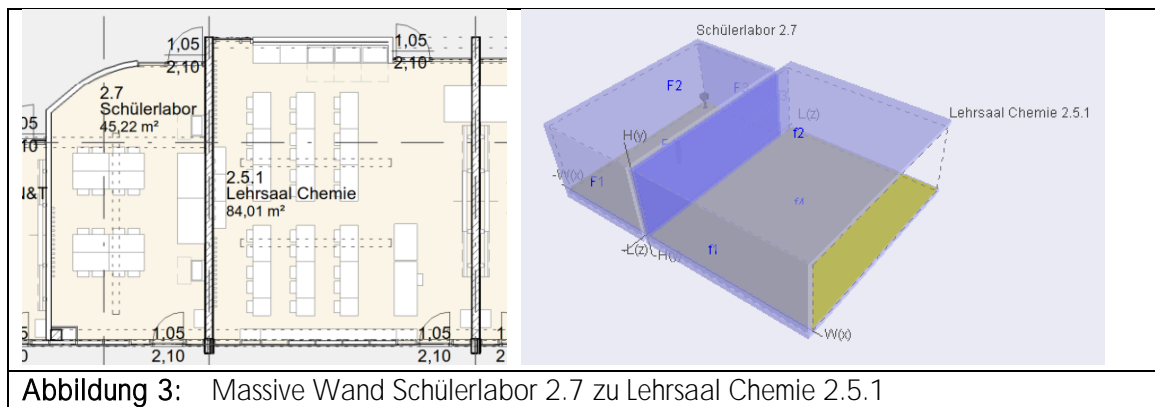 1,05
2,10
1,05
2,10
2.7
Schülerlabor
45,22 m²
05
10
N&T
2.5.1
Lehrsaal Chemie
84,01 m²
1,05
2,10
1,05
2,10
Schülerlabor 2.7
F2
L(z)
Lehrsaal Chemie 2.5.1
f2
H(y)
-W(x)
F1
f4
-L(z)
f1
W(x)
Abbildung 3: Massive Wand Schülerlabor 2.7 zu Lehrsaal Chemie 2.5.1